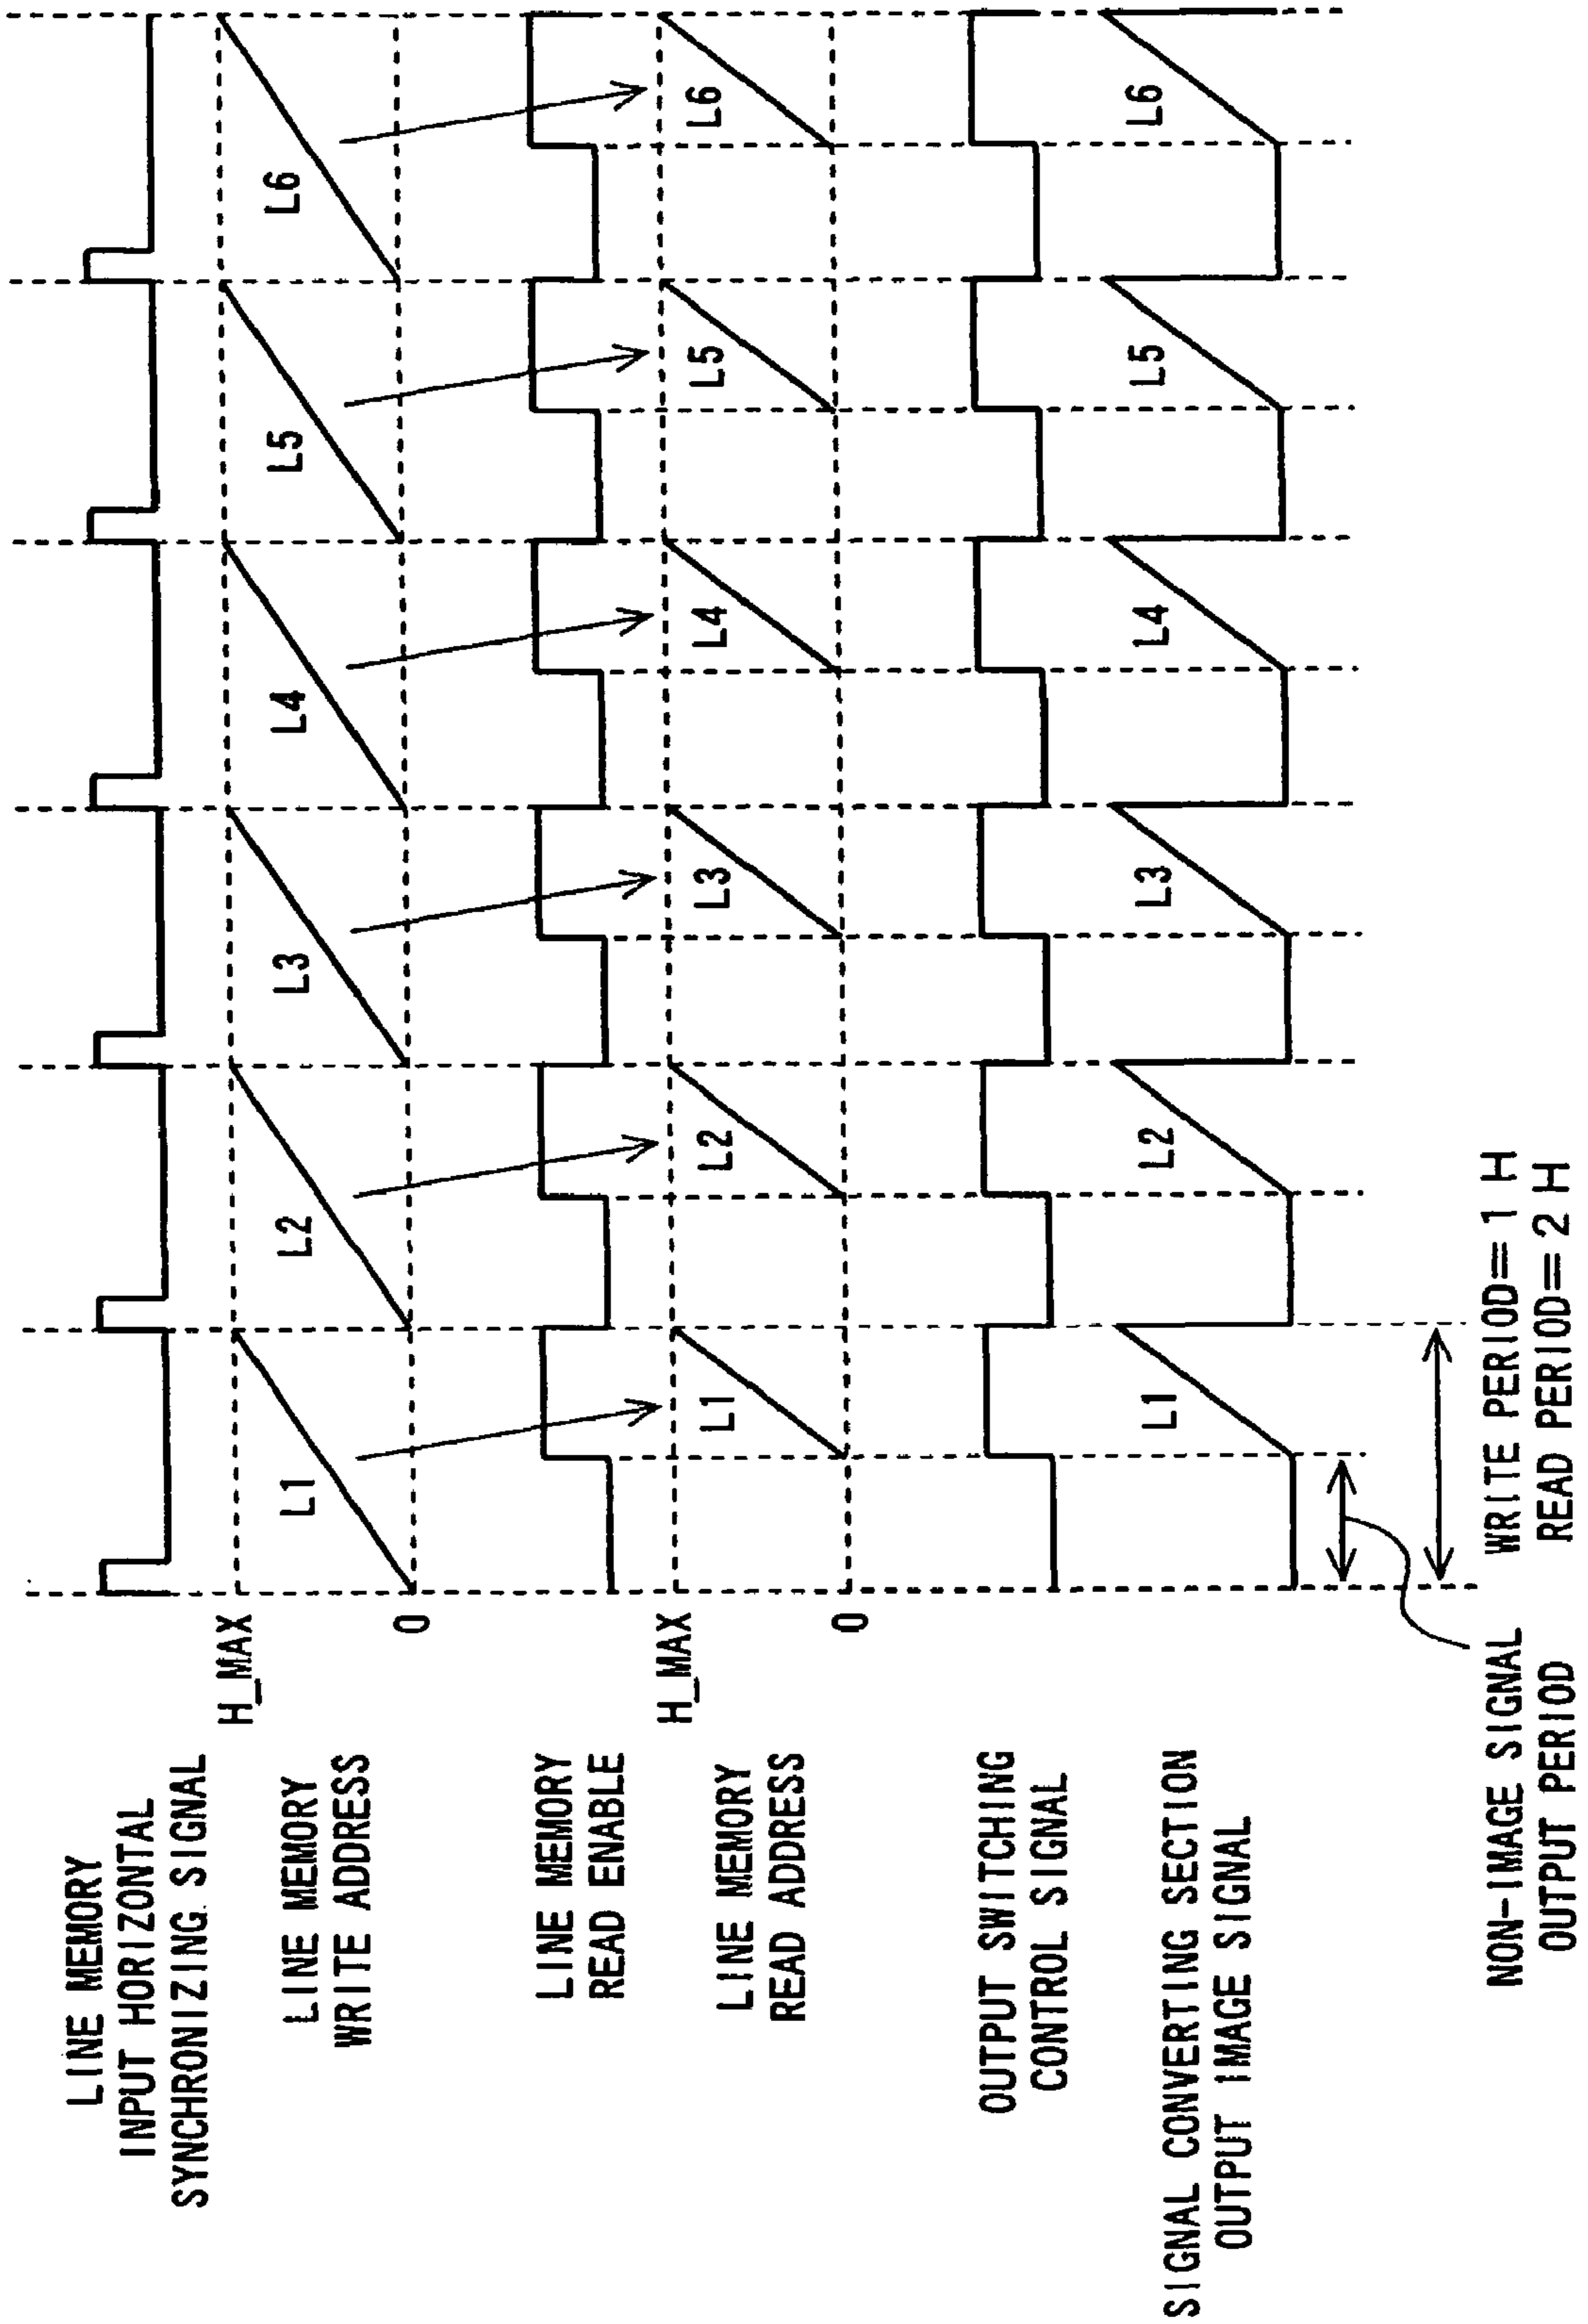 LINE MEMORY
INPUT HORIZONTAL
SYNCHRONIZING SIGNAL
H_MAX
LINE MEMORY
WRITE ADDRESS
0
L1 L2 L3 L4 L5 L6
LINE MEMORY
READ ENABLE
H_MAX
LINE MEMORY
READ ADDRESS
0
L1 L2 L3 L4 L5 L6
OUTPUT SWITCHING
CONTROL SIGNAL
SIGNAL CONVERTING SECTION
OUTPUT IMAGE SIGNAL
L1 L2 L3 L4 L5 L6
NON-IMAGE SIGNAL
OUTPUT PERIOD
WRITE PERIOD=1H
READ PERIOD=2H